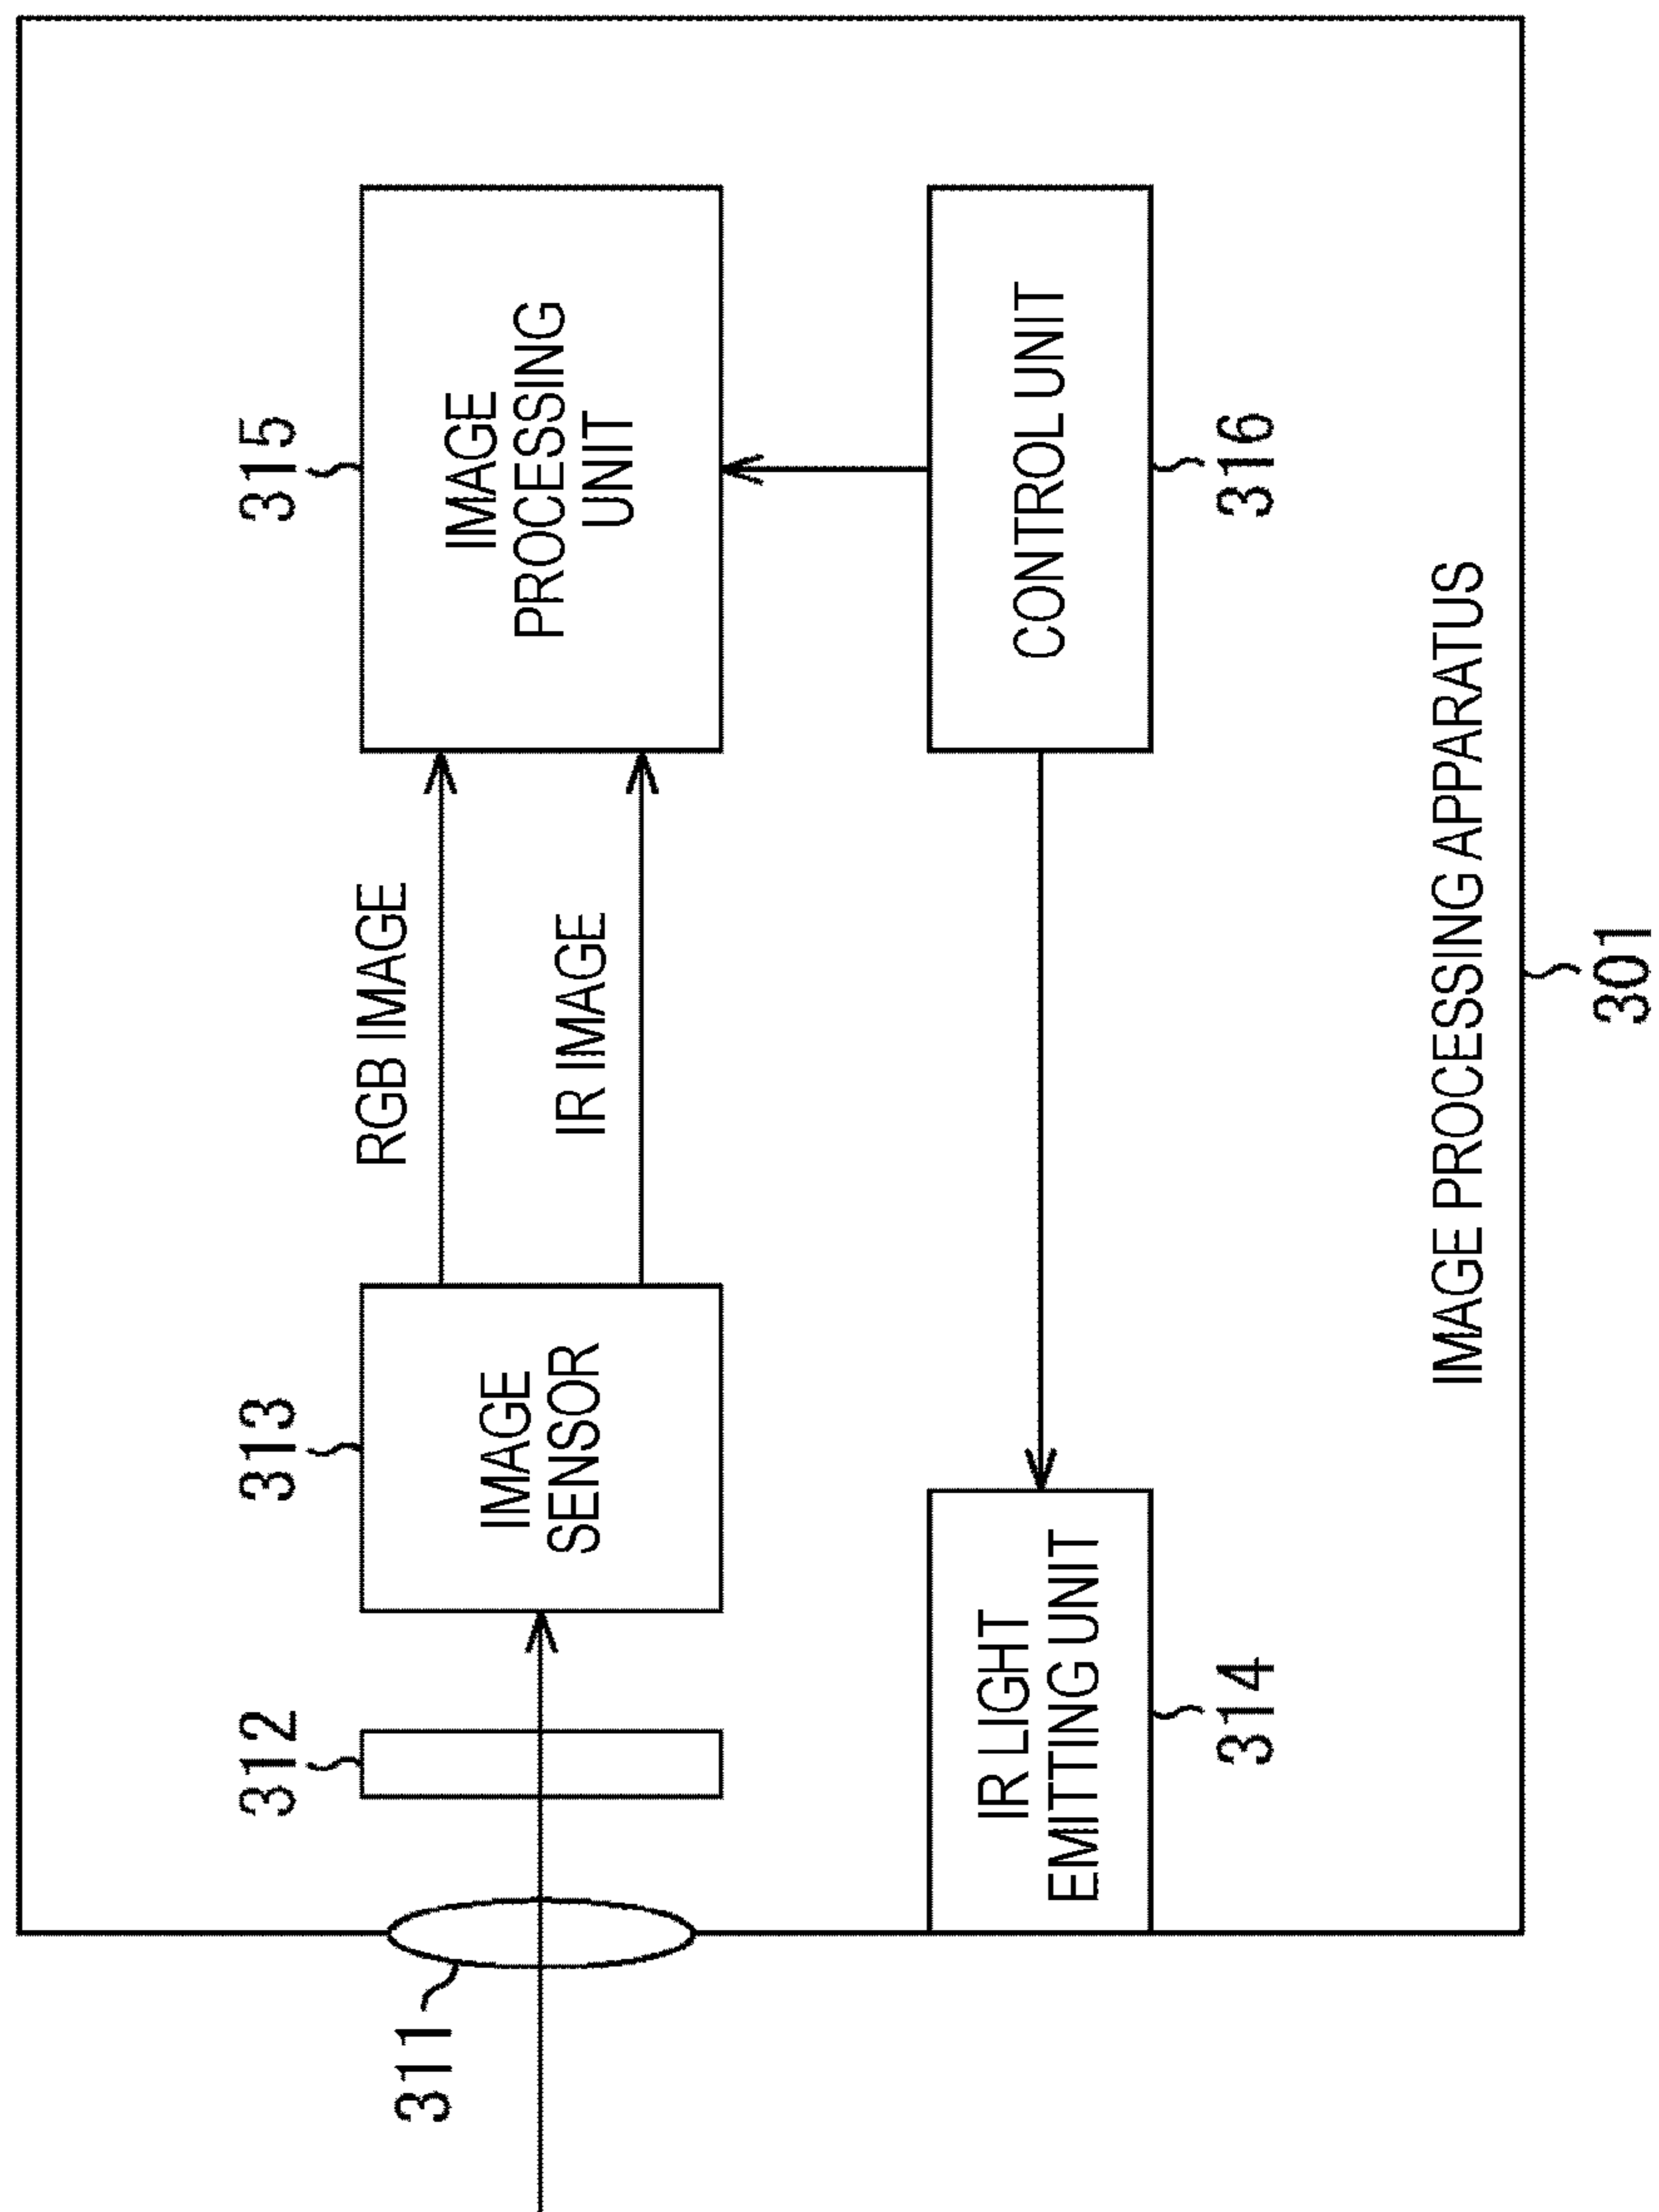 311
312
313
IMAGE
SENSOR
RGB IMAGE
IR IMAGE
315
IMAGE
PROCESSING
UNIT
IR LIGHT
EMITTING UNIT
314
CONTROL UNIT
316
IMAGE PROCESSING APPARATUS
301